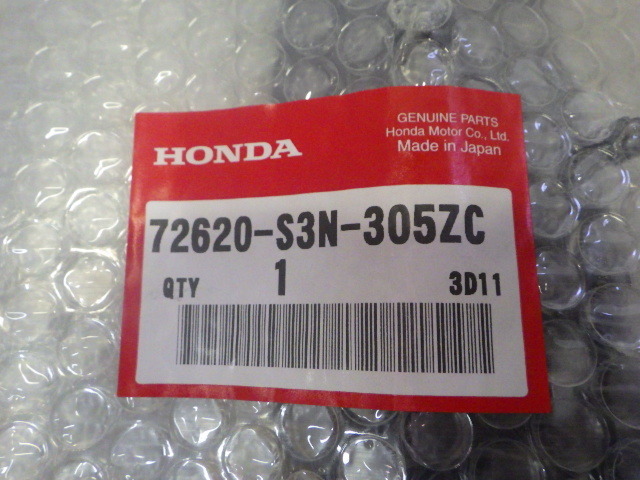 HONDA
GENUINE PARTS
Honda Motor Co., Ltd.
Made in Japan
72620-S3N-305ZC
QTY 1 3D11